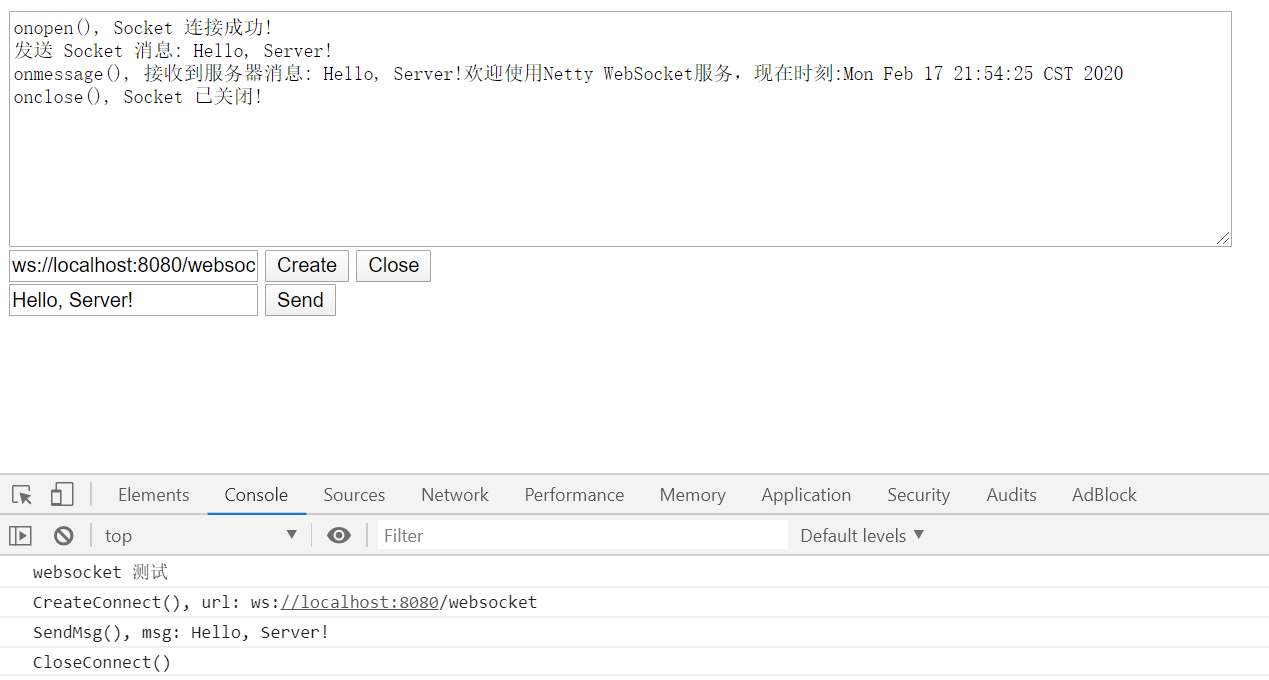 onopen(), Socket 连接成功!
发送 Socket 消息: Hello, Server!
onmessage(), 接收到服务器消息: Hello, Server!欢迎使用Netty WebSocket服务，现在时刻:Mon Feb 17 21:54:25 CST 2020
onclose(), Socket 已关闭!
ws://localhost:8080/websoc Create Close
Hello, Server! Send
Elements Console Sources Network Performance Memory Application Security Audits AdBlock
top Filter Default levels
websocket 测试
CreateConnect(), url: ws://localhost:8080/websocket
SendMsg(), msg: Hello, Server!
CloseConnect()